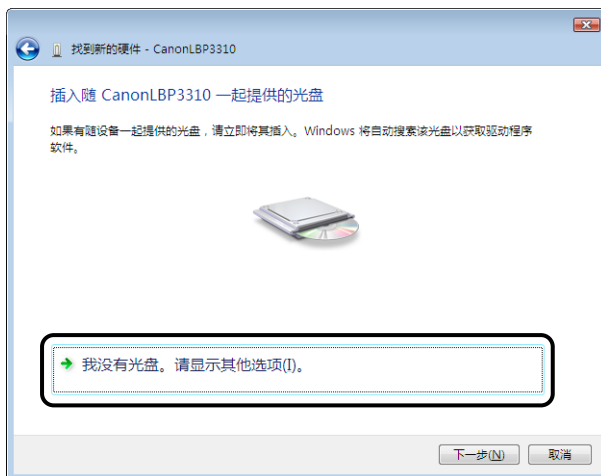 找到新的硬件 - CanonLBP3310
插入随 CanonLBP3310 一起提供的光盘
如果有随设备一起提供的光盘，请立即将其插入。Windows 将自动搜索该光盘以获取驱动程序
软件。
我没有光盘。请显示其他选项(I)。
下一步(N)
取消